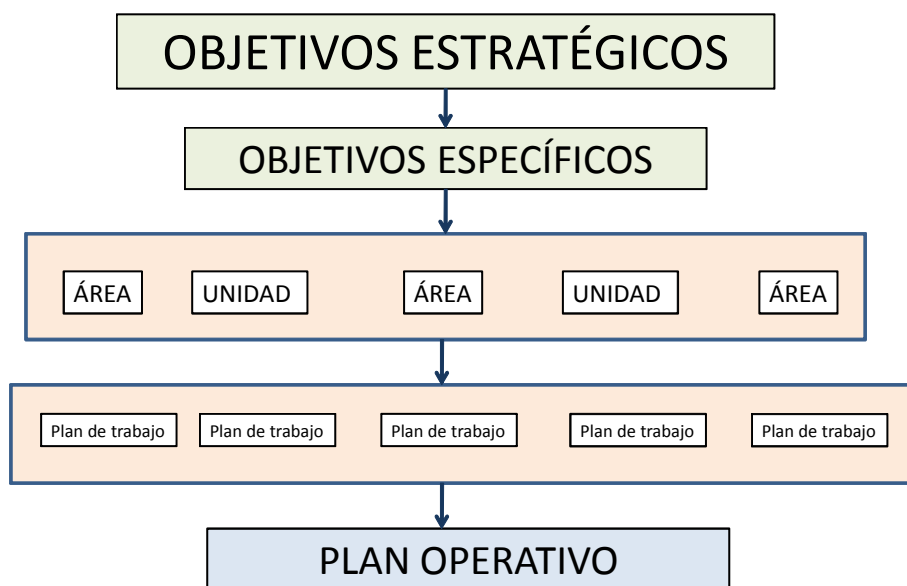 OBJETIVOS ESTRATÉGICOS
OBJETIVOS ESPECÍFICOS
ÁREA UNIDAD ÁREA UNIDAD ÁREA
Plan de trabajo Plan de trabajo Plan de trabajo Plan de trabajo Plan de trabajo
PLAN OPERATIVO